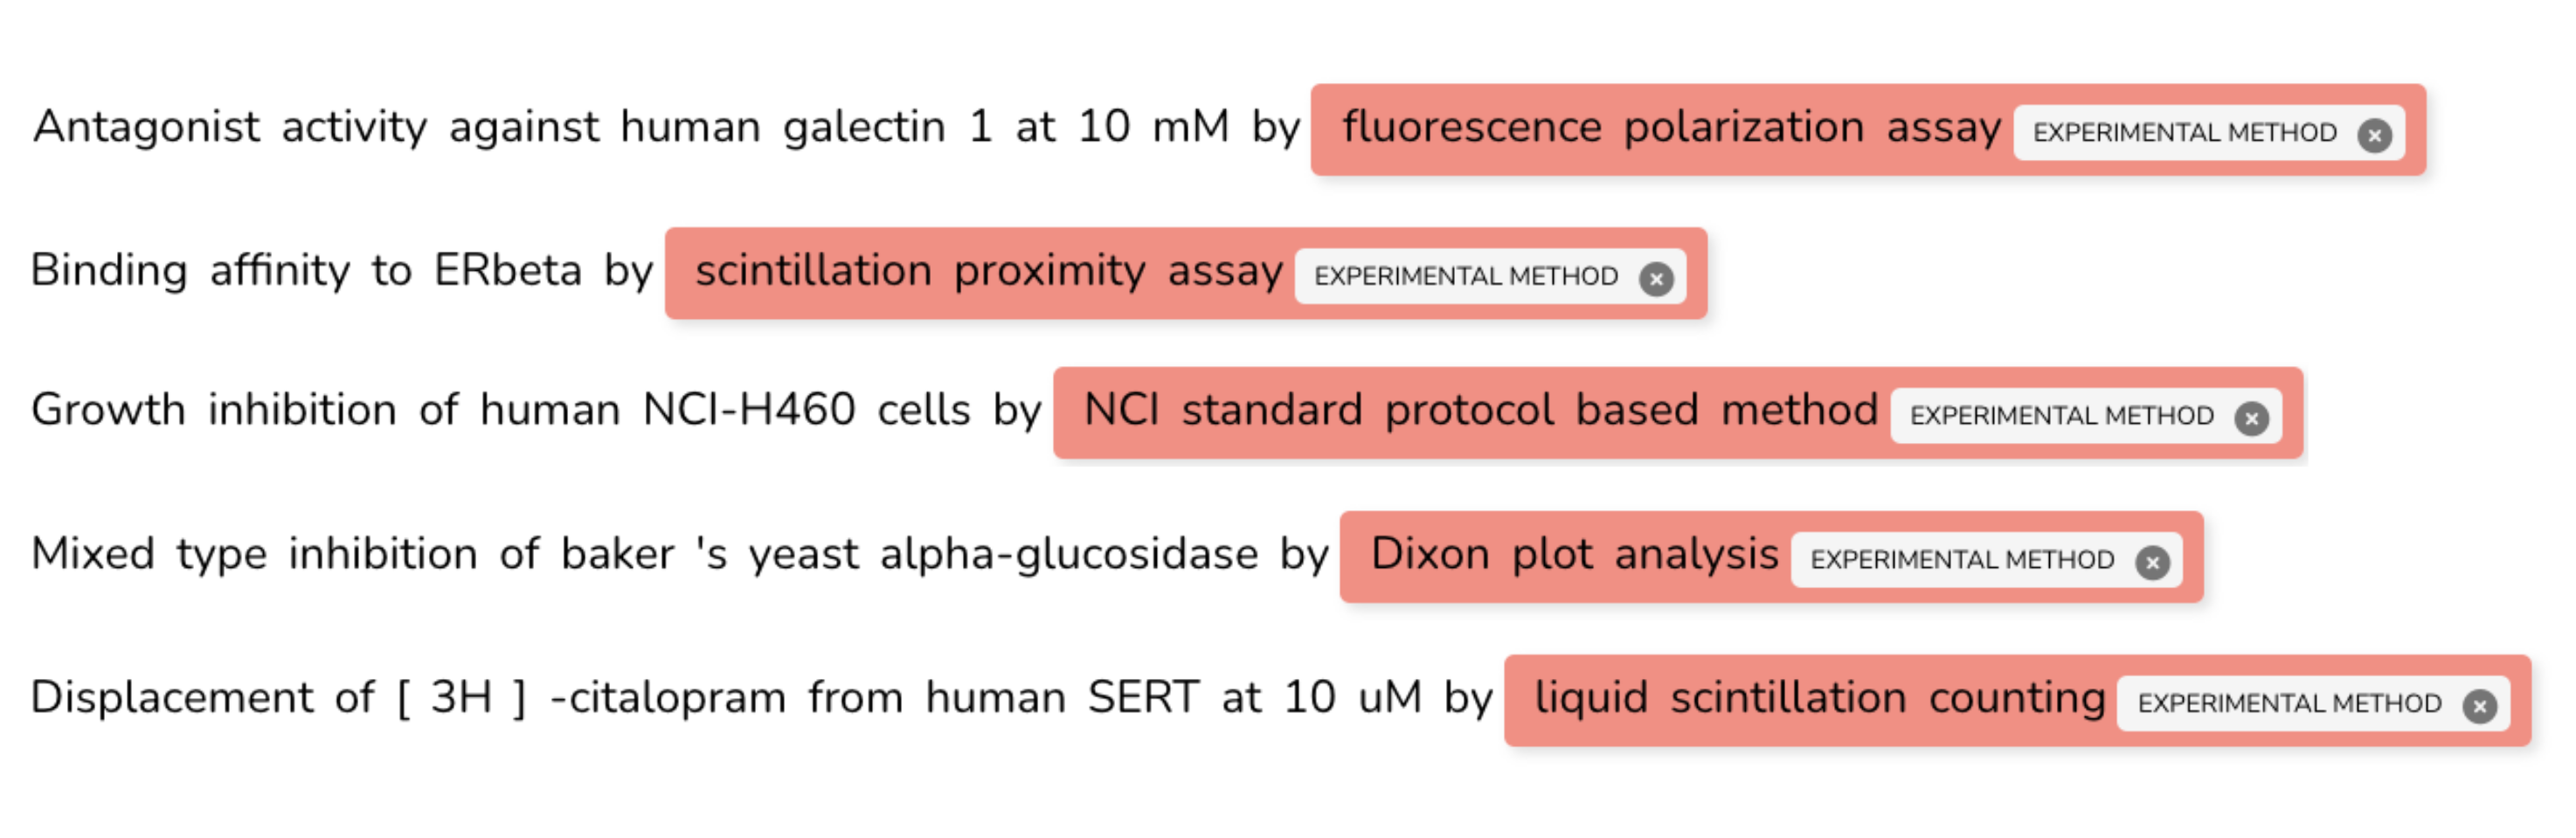 Antagonist activity against human galectin 1 at 10 mM by fluorescence polarization assay EXPERIMENTAL METHOD
Binding affinity to ERbeta by scintillation proximity assay EXPERIMENTAL METHOD
Growth inhibition of human NCI-H460 cells by NCI standard protocol based method EXPERIMENTAL METHOD
Mixed type inhibition of baker 's yeast alpha-glucosidase by Dixon plot analysis EXPERIMENTAL METHOD
Displacement of [ 3H ] -citalopram from human SERT at 10 uM by liquid scintillation counting EXPERIMENTAL METHOD